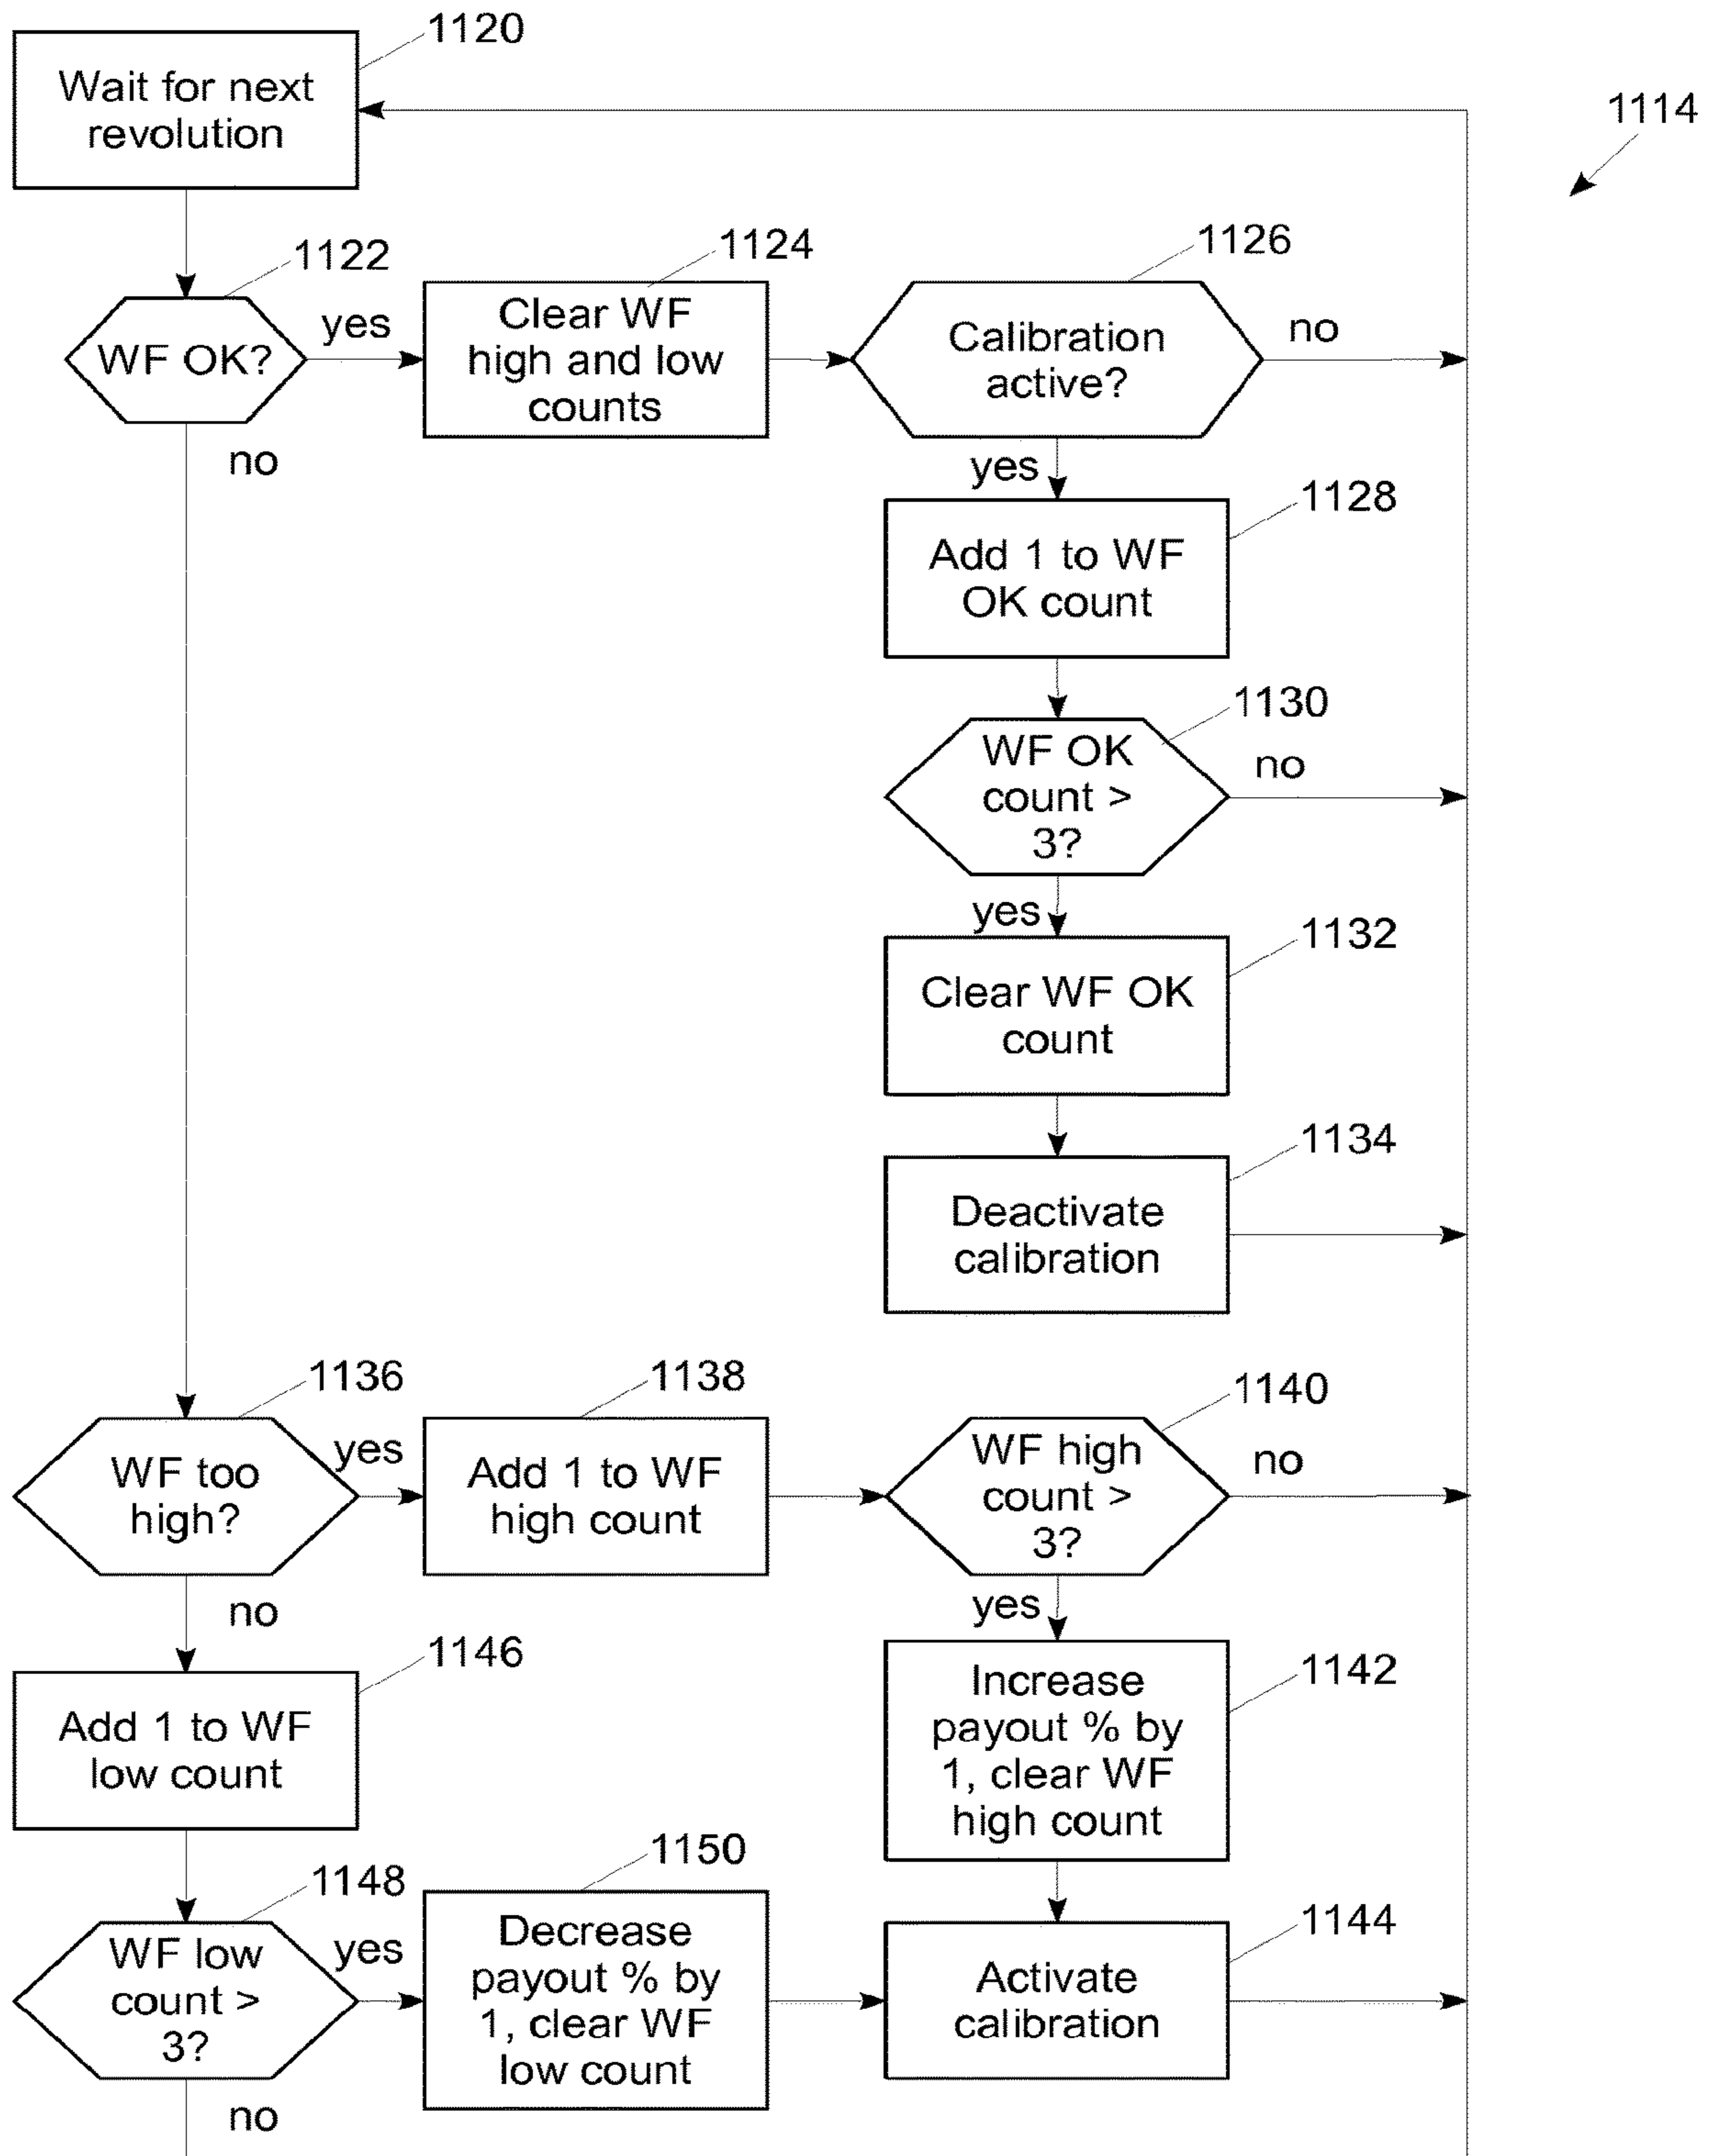 1120
Wait for next
revolution
1114
1122
WF OK?
yes
no
1124
Clear WF
high and low
counts
1126
Calibration
active?
no
yes
1128
Add 1 to WF
OK count
1130
WF OK
count >
3?
no
yes
1132
Clear WF OK
count
1134
Deactivate
calibration
1136
WF too
high?
yes
no
1138
Add 1 to WF
high count
1140
WF high
count >
3?
no
yes
1142
Increase
payout % by
1, clear WF
high count
1146
Add 1 to WF
low count
1148
WF low
count >
3?
yes
no
1150
Decrease
payout % by
1, clear WF
low count
1144
Activate
calibration